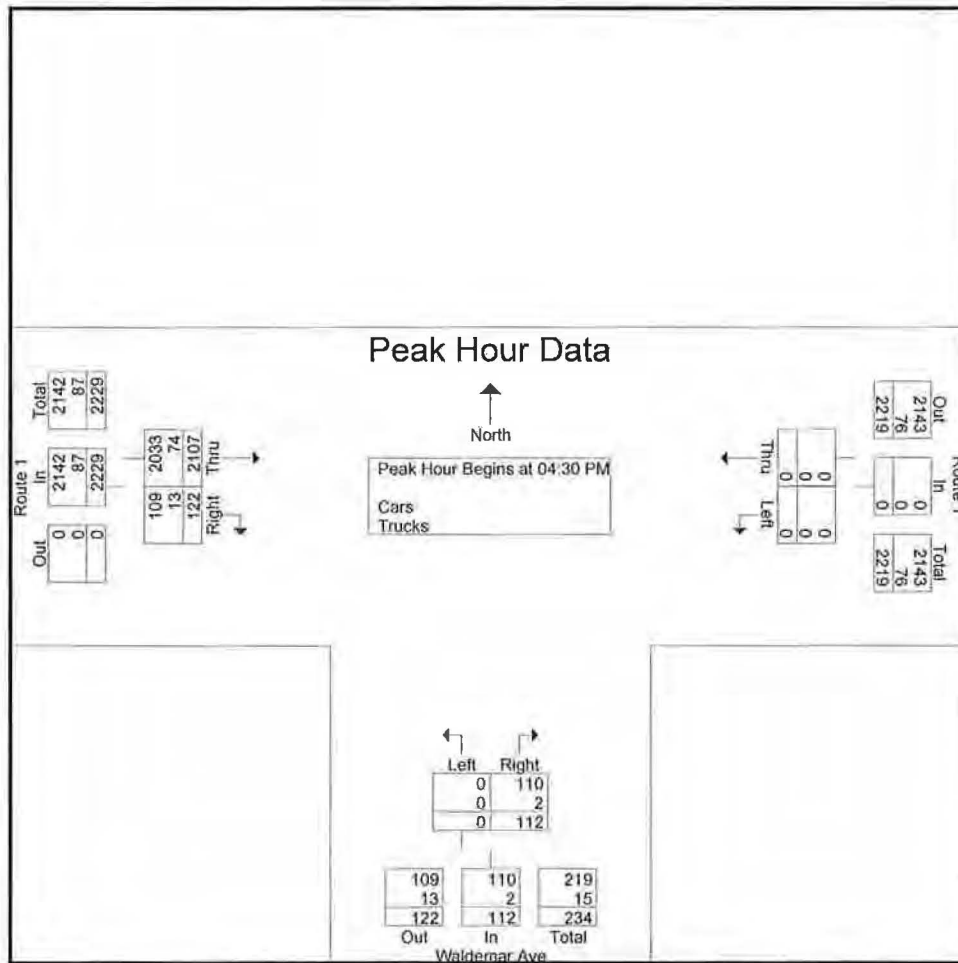 Peak Hour Data
North
Peak Hour Begins at 04:30 PM
Cars
Trucks
Route 1
Total
2142
87
2229
In
2142
87
2229
Out
0
0
0
Thru
2033
74
2107
Right
109
13
122
Thru
0
0
0
Left
0
0
0
Out
2143
76
2219
In
0
0
0
Total
2143
76
2219
Left Right
0 110
0 2
0 112
109 110 219
13 2 15
122 112 234
Out In Total
Waldemar Ave